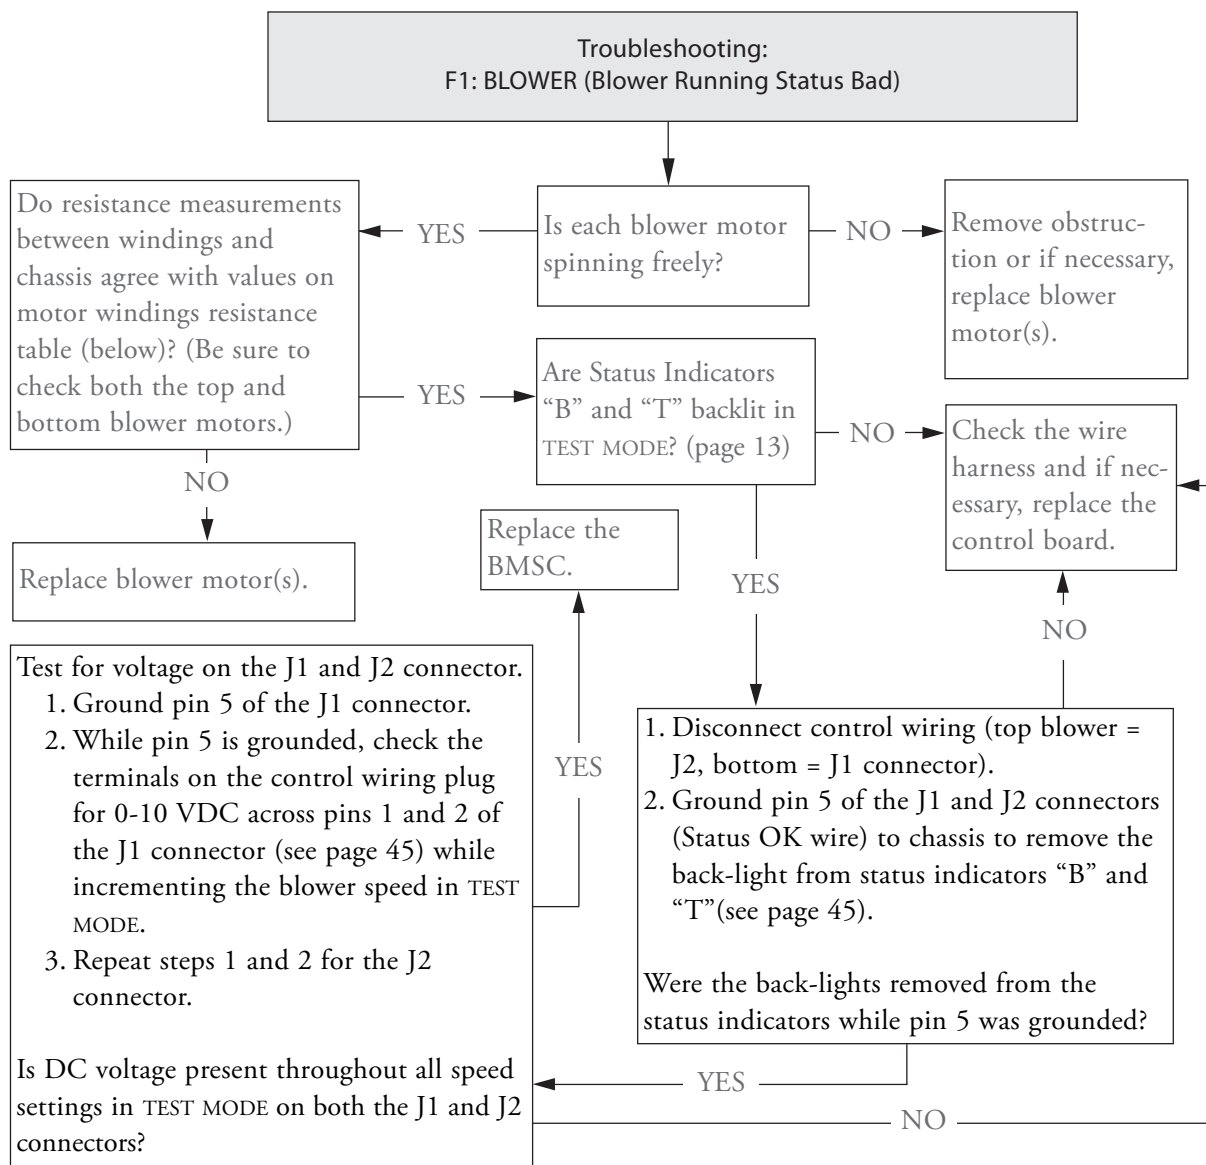 Troubleshooting:
F1: BLOWER (Blower Running Status Bad)
Do resistance measurements
between windings and
chassis agree with values on
motor windings resistance
table (below)? (Be sure to
check both the top and
bottom blower motors.)
YES
Is each blower motor
spinning freely?
NO
Remove obstruc-
tion or if necessary,
replace blower
motor(s).
YES
Are Status Indicators
“B” and “T” backlit in
TEST MODE? (page 13)
NO
Check the wire
harness and if nec-
essary, replace the
control board.
NO
Replace blower motor(s).
Replace the
BMSC.
YES
NO
YES
Test for voltage on the J1 and J2 connector.
1. Ground pin 5 of the J1 connector.
2. While pin 5 is grounded, check the
terminals on the control wiring plug
for 0-10 VDC across pins 1 and 2 of
the J1 connector (see page 45) while
incrementing the blower speed in TEST
MODE.
3. Repeat steps 1 and 2 for the J2
connector.
Is DC voltage present throughout all speed
settings in TEST MODE on both the J1 and J2
connectors?
1. Disconnect control wiring (top blower =
J2, bottom = J1 connector).
2. Ground pin 5 of the J1 and J2 connectors
(Status OK wire) to chassis to remove the
back-light from status indicators “B” and
“T”(see page 45).
Were the back-lights removed from the
status indicators while pin 5 was grounded?
YES
NO